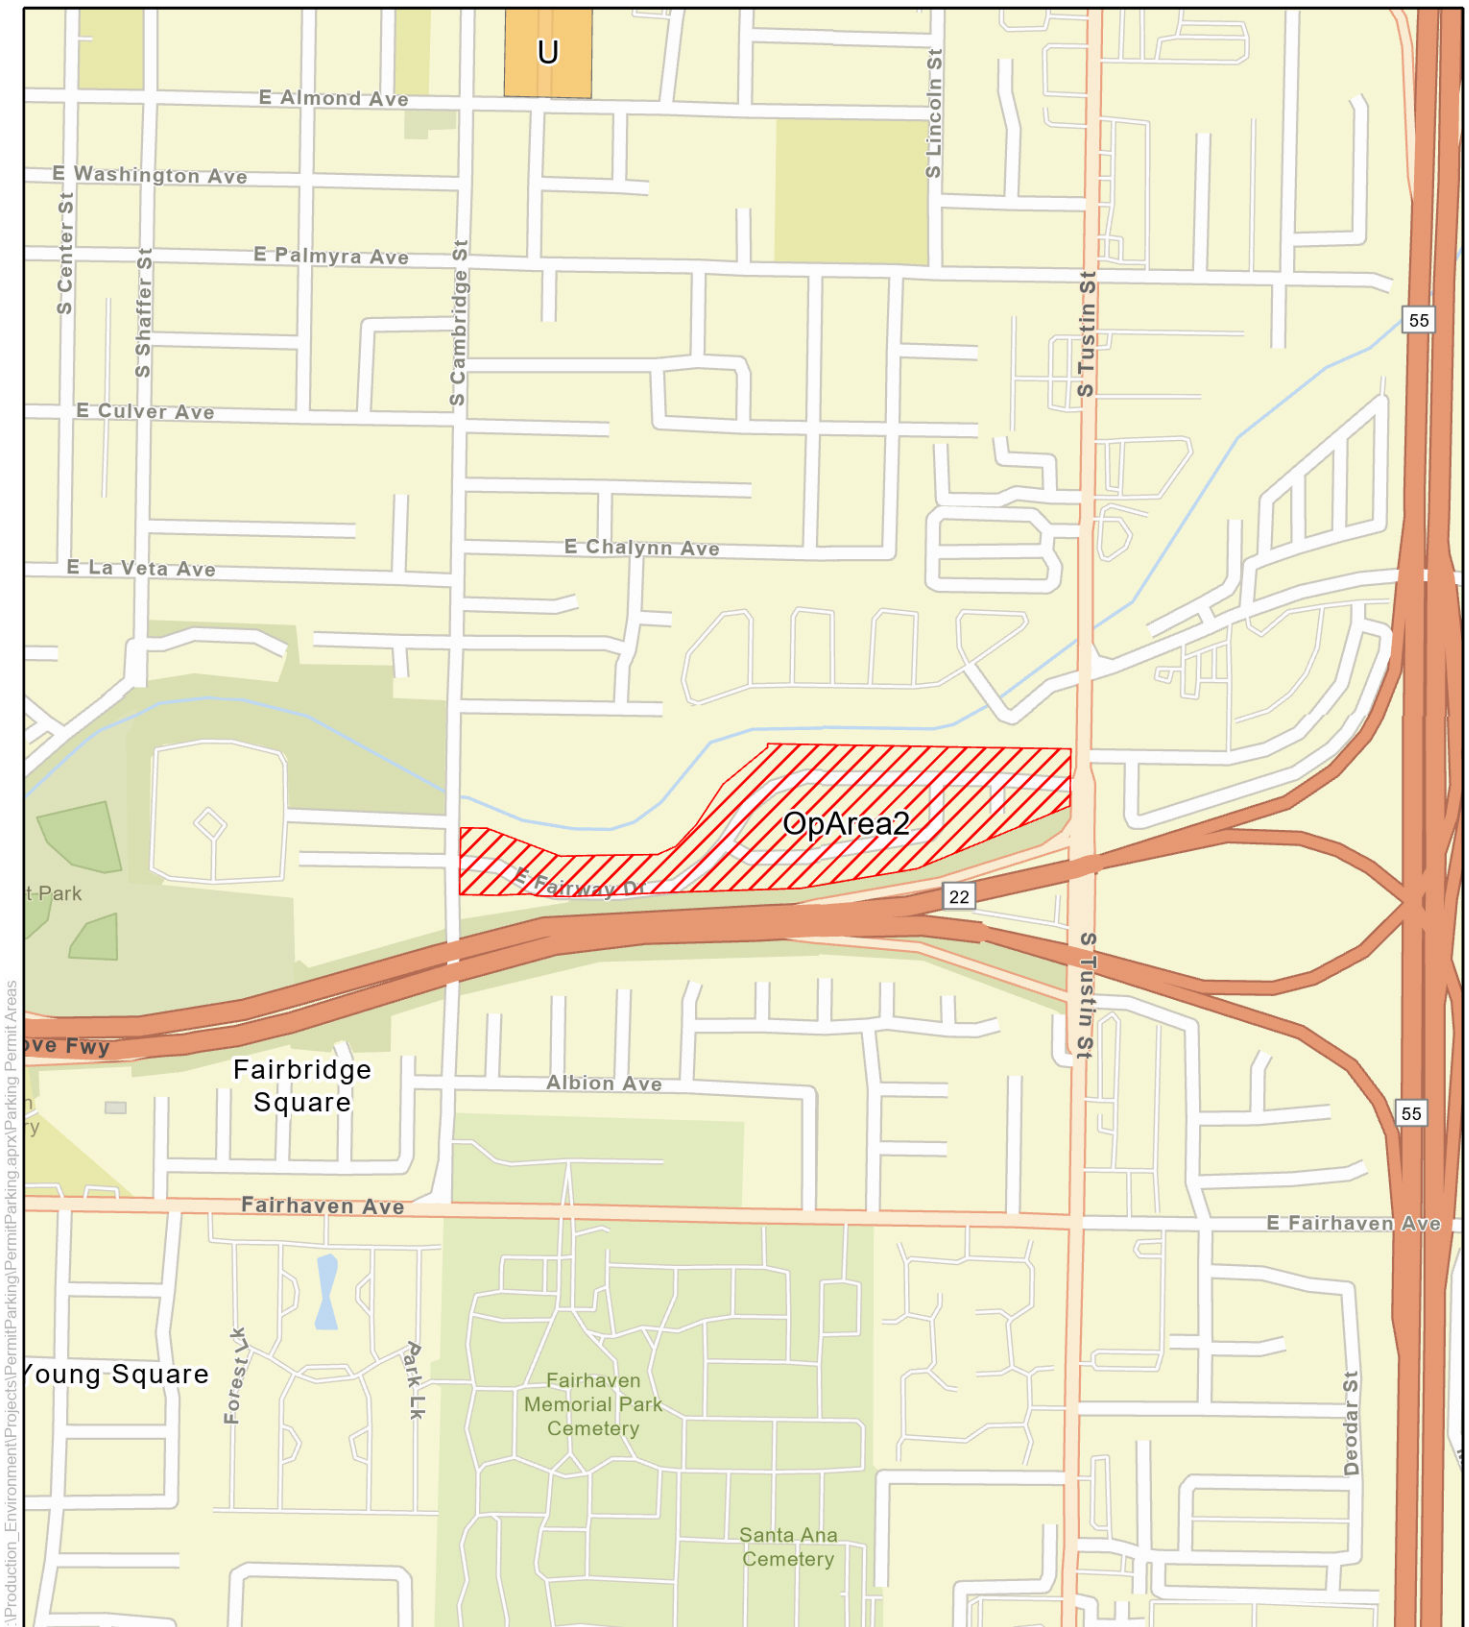 U
E Almond Ave
S Lincoln St
E Washington Ave
S Center St
E Palmyra Ave
S Shaffer St
S Cambridge St
S Tustin St
55
E Culver Ave
E Chalynn Ave
E La Veta Ave
OpArea2
E Fairway Dr
t Park
22
S Tustin St
ove Fwy
Fairbridge
Square
Albion Ave
n
ry
55
Fairhaven Ave
E Fairhaven Ave
Forest Lk
Park Lk
Young Square
Fairhaven
Memorial Park
Cemetery
Deodar St
Santa Ana
Cemetery
:\Production_Environment\Projects\PermitParking\PermitParking.aprx\Parking Permit Areas